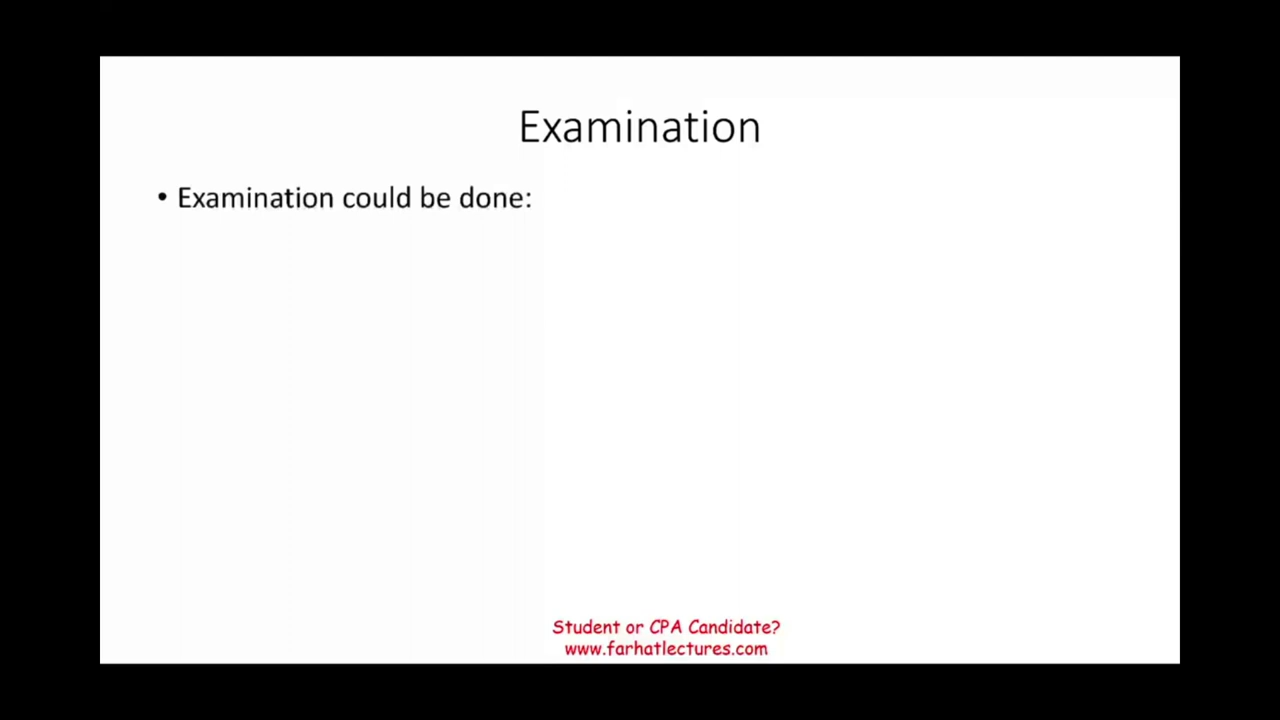 Examination
• Examination could be done:
Student or CPA Candidate?
www.farhatlectures.com